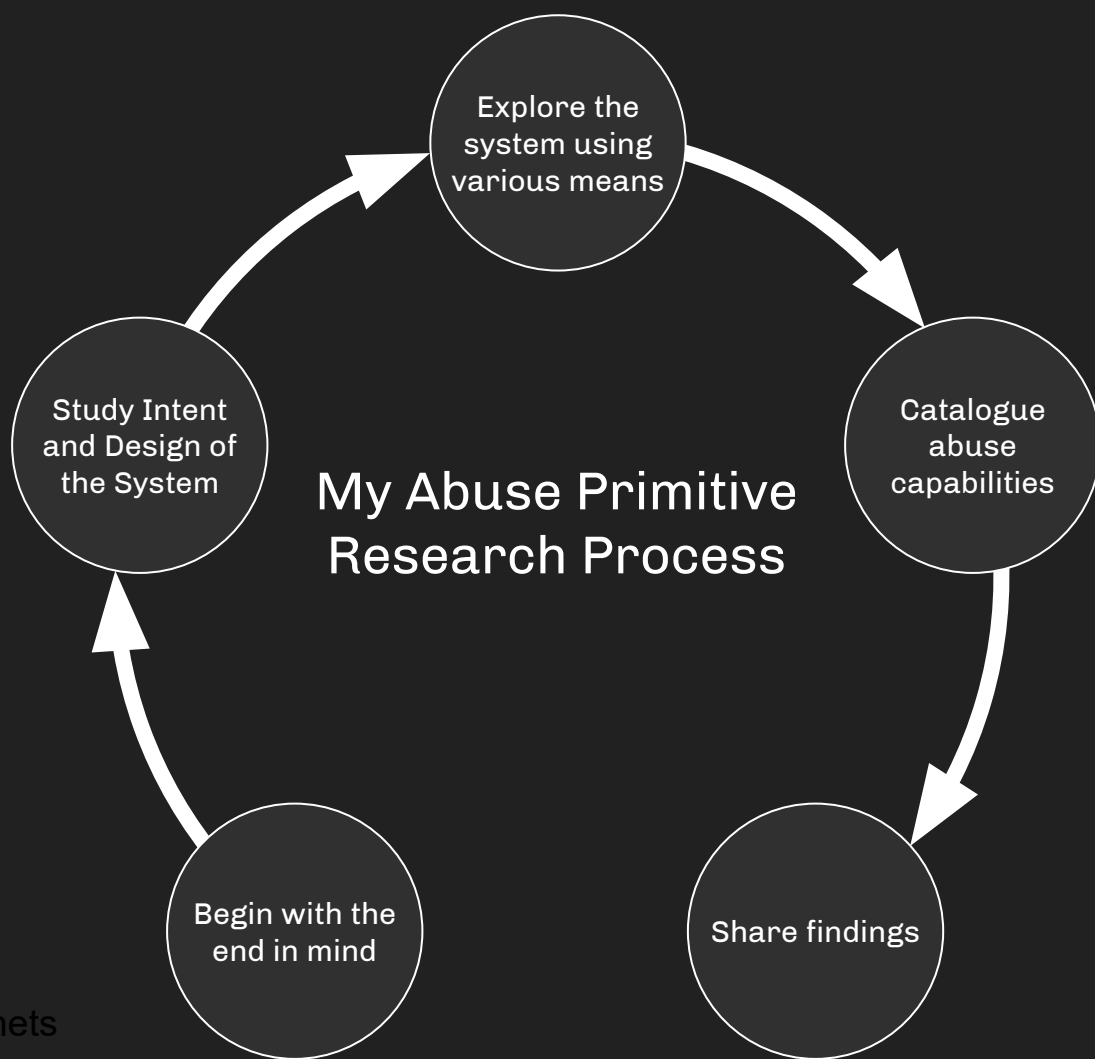 Explore the
system using
various means
Study Intent
and Design of
the System
Catalogue
abuse
capabilities
My Abuse Primitive
Research Process
Begin with the
end in mind
Share findings